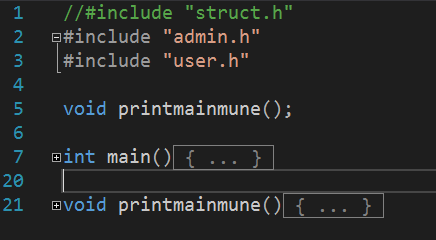 1 //#include "struct.h"
2 #include "admin.h"
3 #include "user.h"
4
5 void printmainmune();
6
7 int main() { ... }
20
21 void printmainmune() { ... }